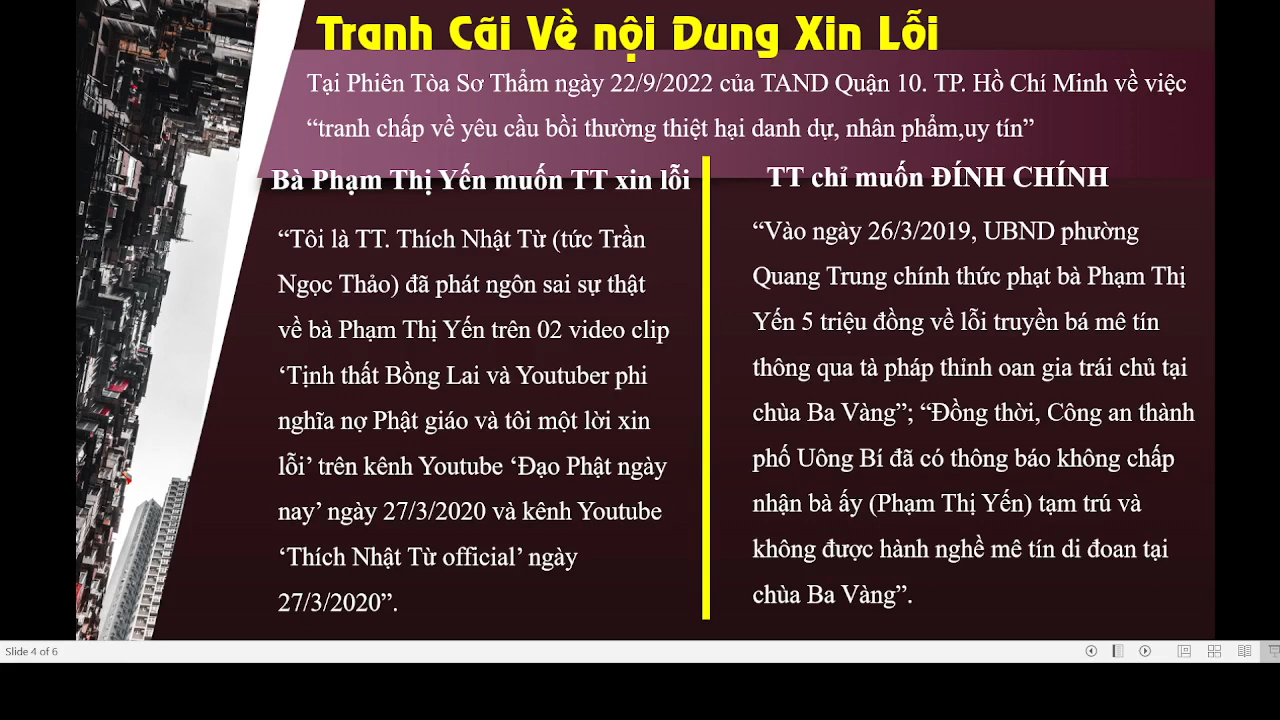 Tranh Cãi Về nội Dung Xin Lỗi
Tại Phiên Tòa Sơ Thẩm ngày 22/9/2022 của TAND Quận 10. TP. Hồ Chí Minh về việc
“tranh chấp về yêu cầu bồi thường thiệt hại danh dự, nhân phẩm,uy tín”
Bà Phạm Thị Yến muốn TT xin lỗi
“Tôi là TT. Thích Nhật Từ (tức Trần
Ngọc Thảo) đã phát ngôn sai sự thật
về bà Phạm Thị Yến trên 02 video clip
‘Tịnh thất Bồng Lai và Youtuber phi
nghĩa nợ Phật giáo và tôi một lời xin
lỗi’ trên kênh Youtube ‘Đạo Phật ngày
nay’ ngày 27/3/2020 và kênh Youtube
‘Thích Nhật Từ official’ ngày
27/3/2020”.
TT chỉ muốn ĐÍNH CHÍNH
“Vào ngày 26/3/2019, UBND phường
Quang Trung chính thức phạt bà Phạm Thị
Yến 5 triệu đồng về lỗi truyền bá mê tín
thông qua tà pháp thỉnh oan gia trái chủ tại
chùa Ba Vàng”; “Đồng thời, Công an thành
phố Uông Bí đã có thông báo không chấp
nhận bà ấy (Phạm Thị Yến) tạm trú và
không được hành nghề mê tín dị đoan tại
chùa Ba Vàng”.
Slide 4 of 6